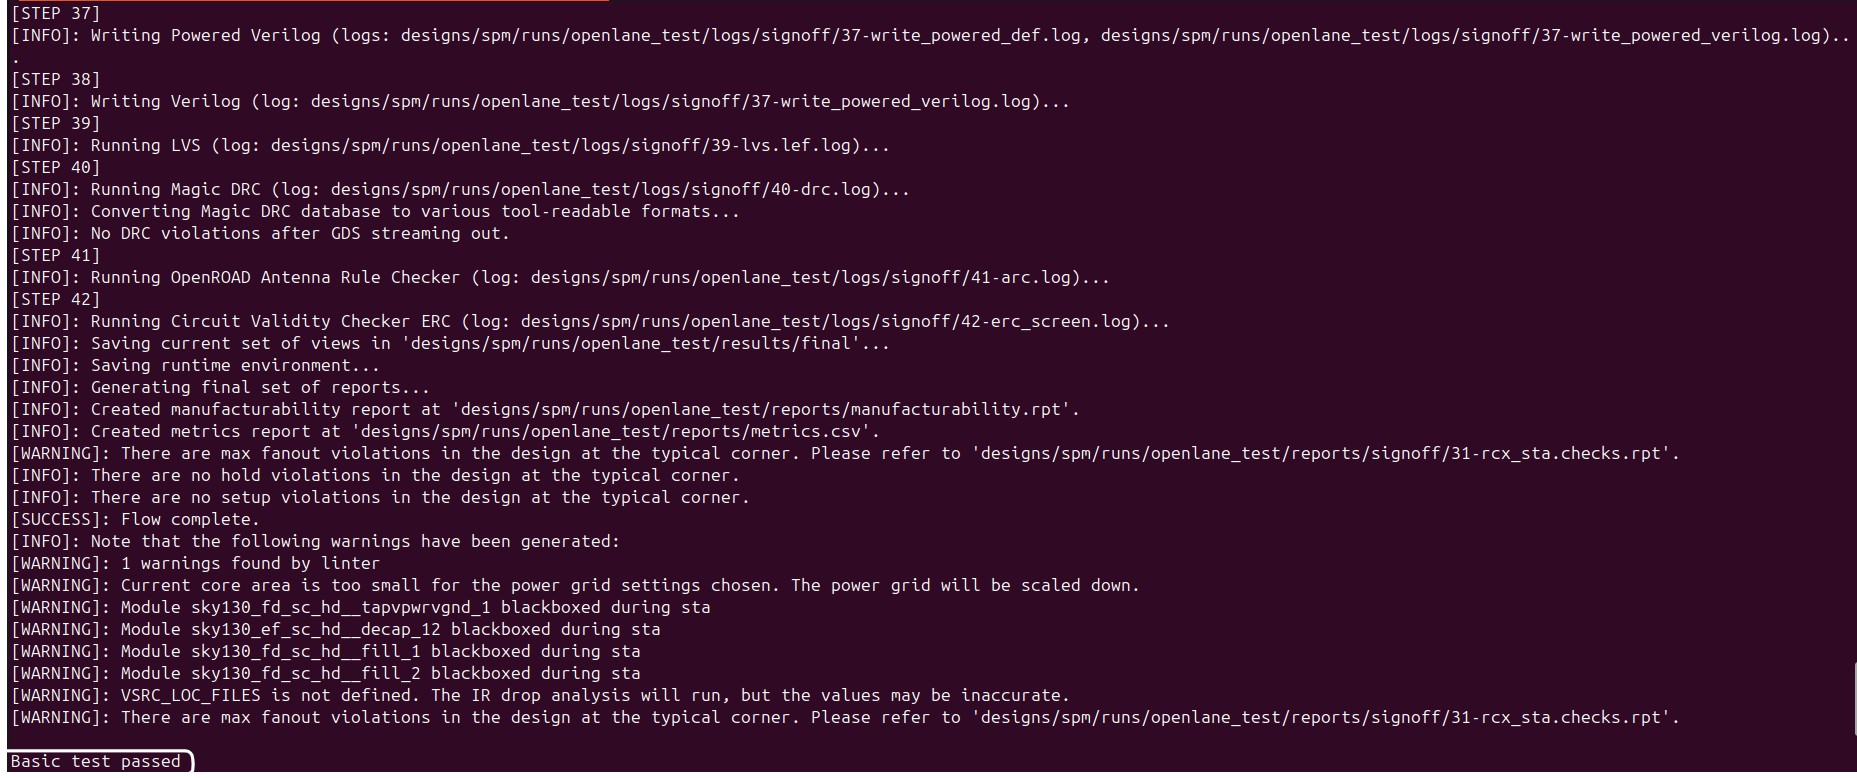 [STEP 37]
[INFO]: Writing Powered Verilog (logs: designs/spm/runs/openlane_test/logs/signoff/37-write_powered_def.log, designs/spm/runs/openlane_test/logs/signoff/37-write_powered_verilog.log)..
.
[STEP 38]
[INFO]: Writing Verilog (log: designs/spm/runs/openlane_test/logs/signoff/37-write_powered_verilog.log)...
[STEP 39]
[INFO]: Running LVS (log: designs/spm/runs/openlane_test/logs/signoff/39-lvs.lef.log)...
[STEP 40]
[INFO]: Running Magic DRC (log: designs/spm/runs/openlane_test/logs/signoff/40-drc.log)...
[INFO]: Converting Magic DRC database to various tool-readable formats...
[INFO]: No DRC violations after GDS streaming out.
[STEP 41]
[INFO]: Running OpenROAD Antenna Rule Checker (log: designs/spm/runs/openlane_test/logs/signoff/41-arc.log)...
[STEP 42]
[INFO]: Running Circuit Validity Checker ERC (log: designs/spm/runs/openlane_test/logs/signoff/42-erc_screen.log)...
[INFO]: Saving current set of views in 'designs/spm/runs/openlane_test/results/final'...
[INFO]: Saving runtime environment...
[INFO]: Generating final set of reports...
[INFO]: Created manufacturability report at 'designs/spm/runs/openlane_test/reports/manufacturability.rpt'.
[INFO]: Created metrics report at 'designs/spm/runs/openlane_test/reports/metrics.csv'.
[WARNING]: There are max fanout violations in the design at the typical corner. Please refer to 'designs/spm/runs/openlane_test/reports/signoff/31-rcx_sta.checks.rpt'.
[INFO]: There are no hold violations in the design at the typical corner.
[INFO]: There are no setup violations in the design at the typical corner.
[SUCCESS]: Flow complete.
[INFO]: Note that the following warnings have been generated:
[WARNING]: 1 warnings found by linter
[WARNING]: Current core area is too small for the power grid settings chosen. The power grid will be scaled down.
[WARNING]: Module sky130_fd_sc_hd__tapvpwrvgnd_1 blackboxed during sta
[WARNING]: Module sky130_ef_sc_hd__decap_12 blackboxed during sta
[WARNING]: Module sky130_fd_sc_hd__fill_1 blackboxed during sta
[WARNING]: Module sky130_fd_sc_hd__fill_2 blackboxed during sta
[WARNING]: VSRC_LOC_FILES is not defined. The IR drop analysis will run, but the values may be inaccurate.
[WARNING]: There are max fanout violations in the design at the typical corner. Please refer to 'designs/spm/runs/openlane_test/reports/signoff/31-rcx_sta.checks.rpt'.
Basic test passed